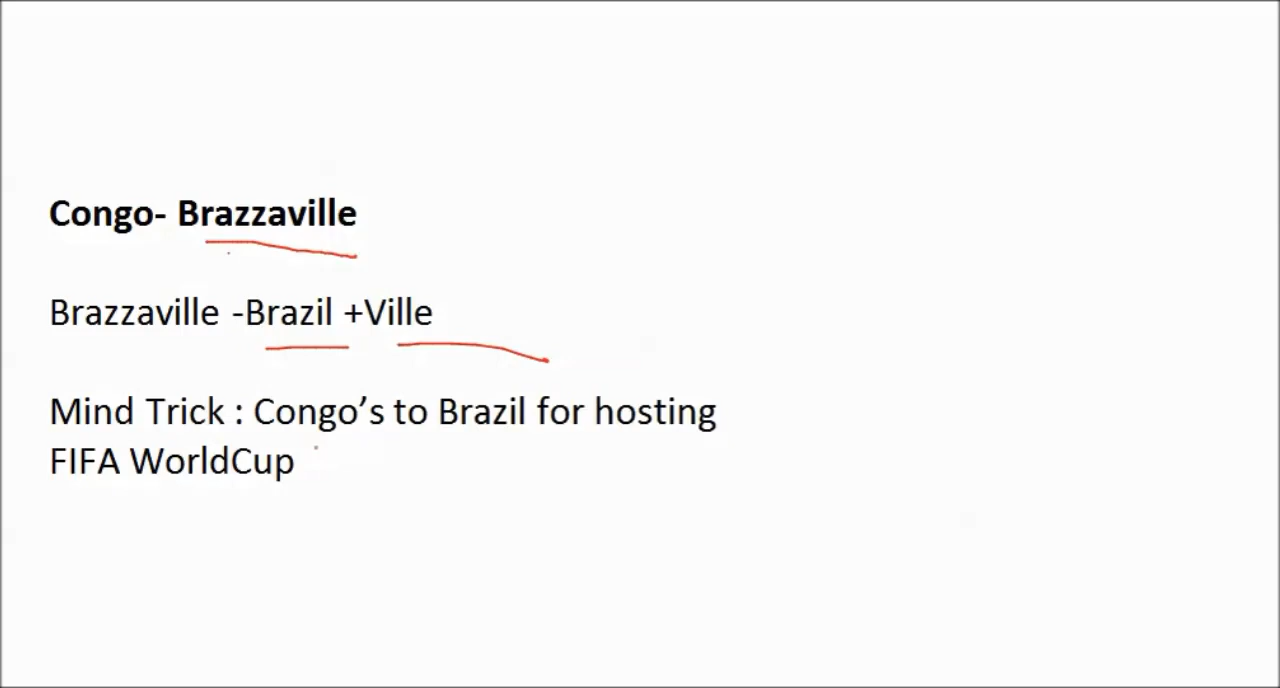 Congo- Brazzaville
Brazzaville -Brazil +Ville
Mind Trick : Congo’s to Brazil for hosting
FIFA WorldCup